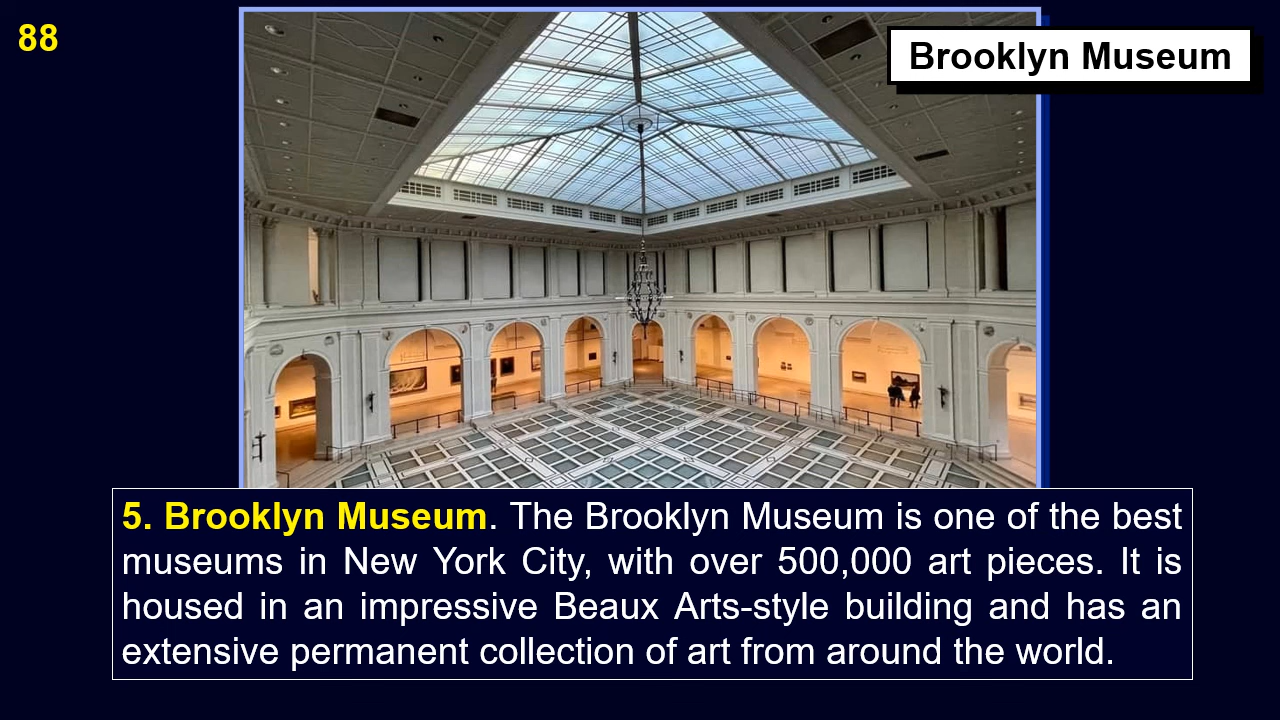 88
Brooklyn Museum
5. Brooklyn Museum. The Brooklyn Museum is one of the best
museums in New York City, with over 500,000 art pieces. It is
housed in an impressive Beaux Arts-style building and has an
extensive permanent collection of art from around the world.